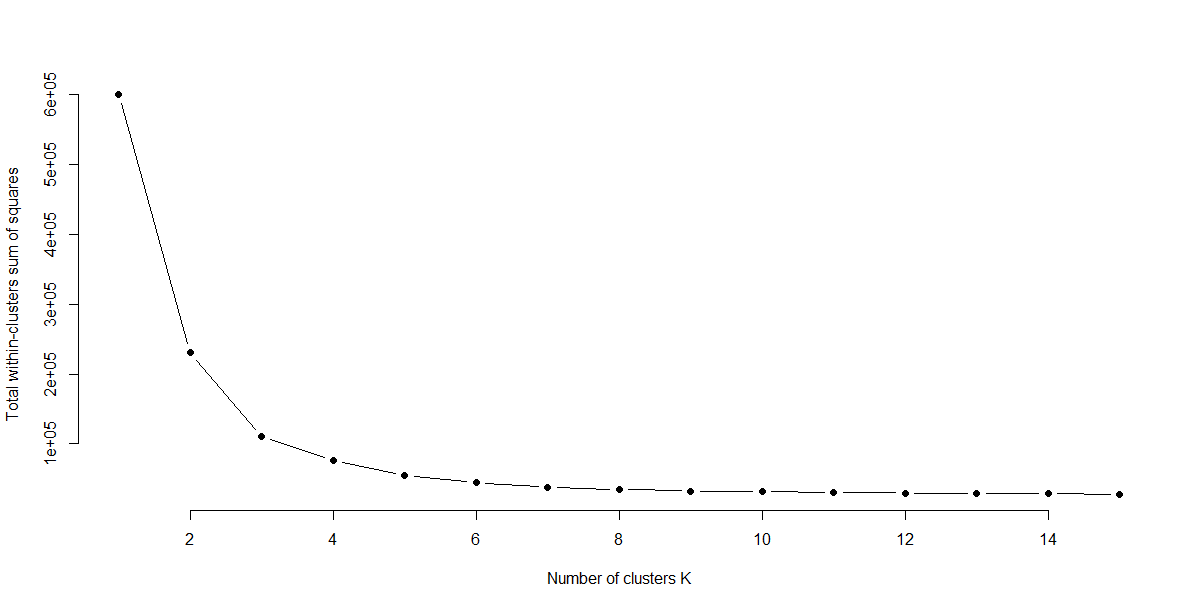 Total within-clusters sum of squares
6e+05
5e+05
4e+05
3e+05
2e+05
1e+05
2 4 6 8 10 12 14
Number of clusters K